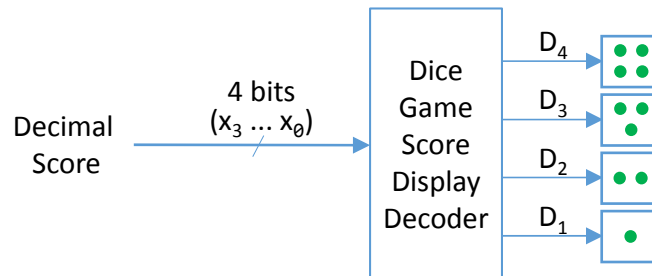 Decimal
Score
4 bits
(x₃ ... x₀)
Dice
Game
Score
Display
Decoder
D₄
D₃
D₂
D₁